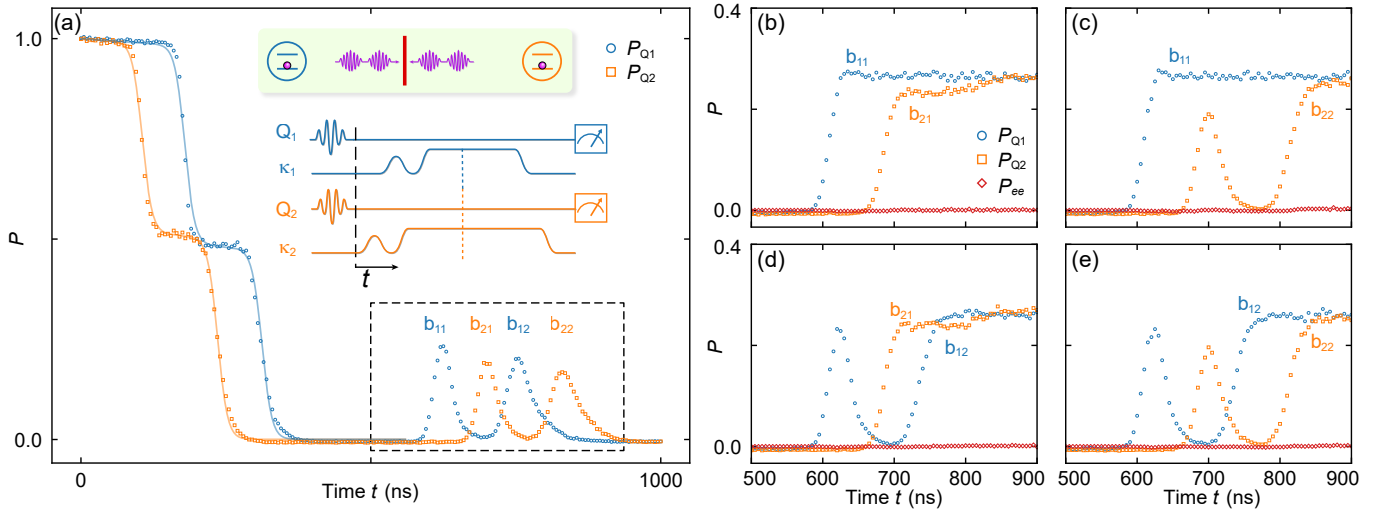 (a)
1.0
0.0
P
0
1000
Time t (ns)
P_Q1
P_Q2
Q₁
κ₁
Q₂
κ₂
t
b₁₁
b₂₁
b₁₂
b₂₂
(b)
0.4
0.0
P
b₁₁
b₂₁
P_Q1
P_Q2
P_ee
(c)
b₁₁
b₂₂
(d)
0.4
0.0
P
b₂₁
b₁₂
500
600
700
800
900
Time t (ns)
(e)
b₁₂
b₂₂
500
600
700
800
900
Time t (ns)